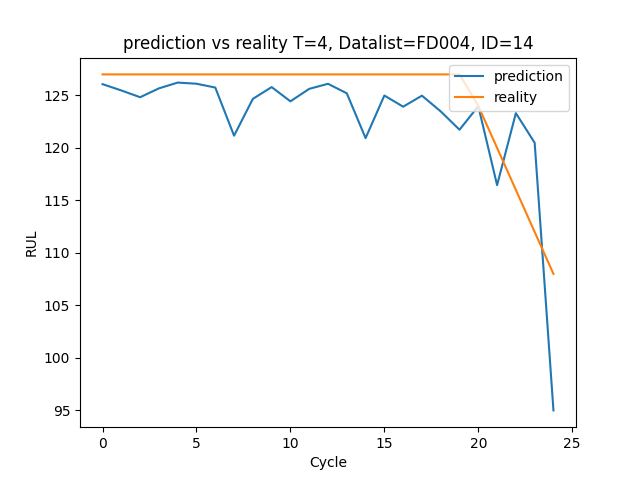 prediction vs reality T=4, Datalist=FD004, ID=14
prediction
reality
125
120
115
110
105
100
95
RUL
0 5 10 15 20 25
Cycle